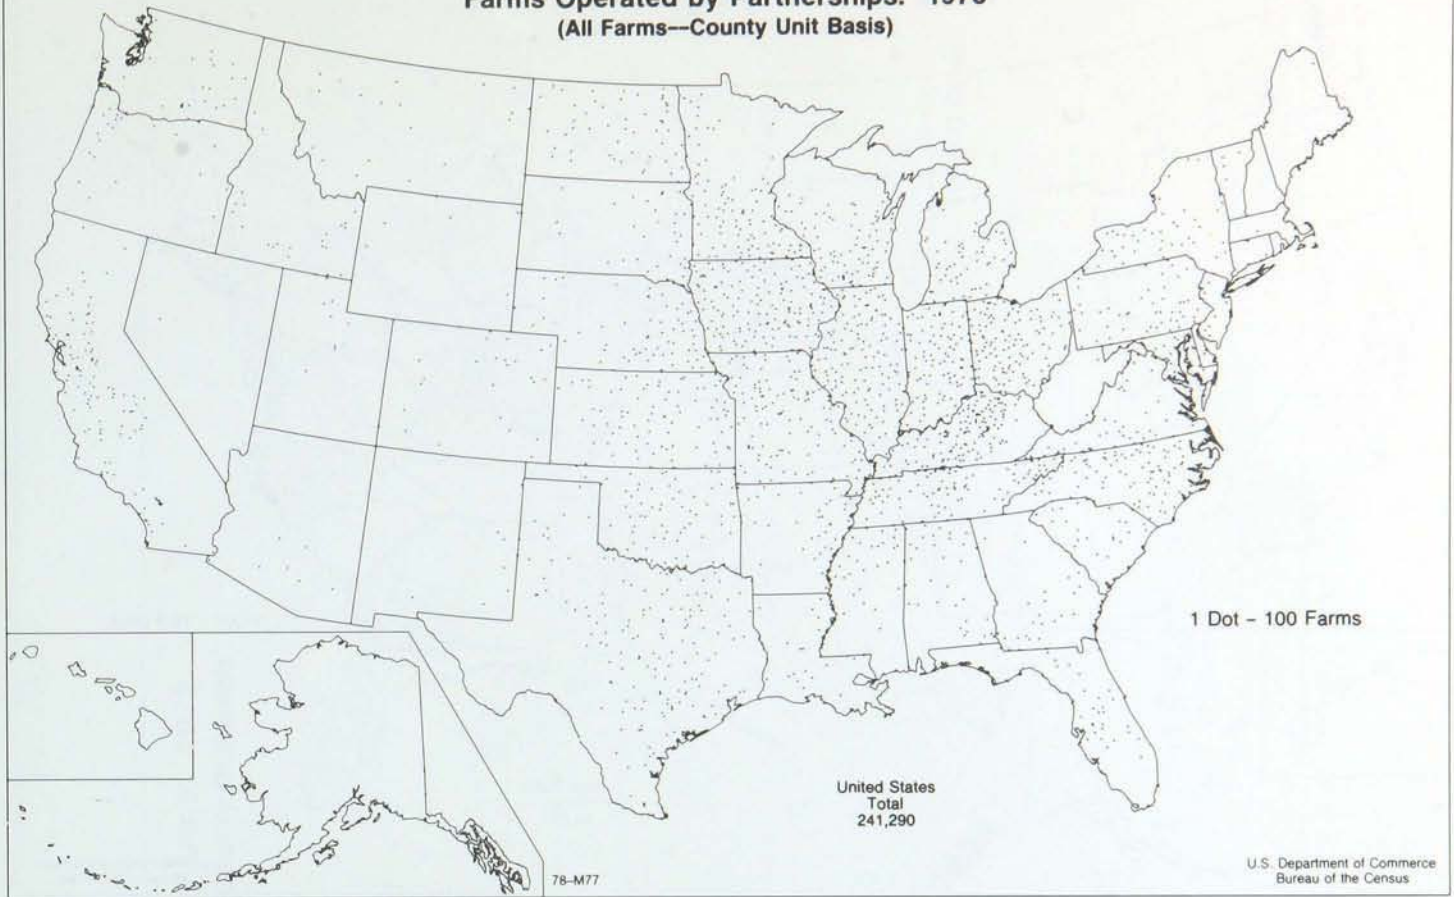 Farms Operated by Partnerships: 1978
(All Farms––County Unit Basis)
1 Dot – 100 Farms
United States
Total
241,290
78–M77
U.S. Department of Commerce
Bureau of the Census